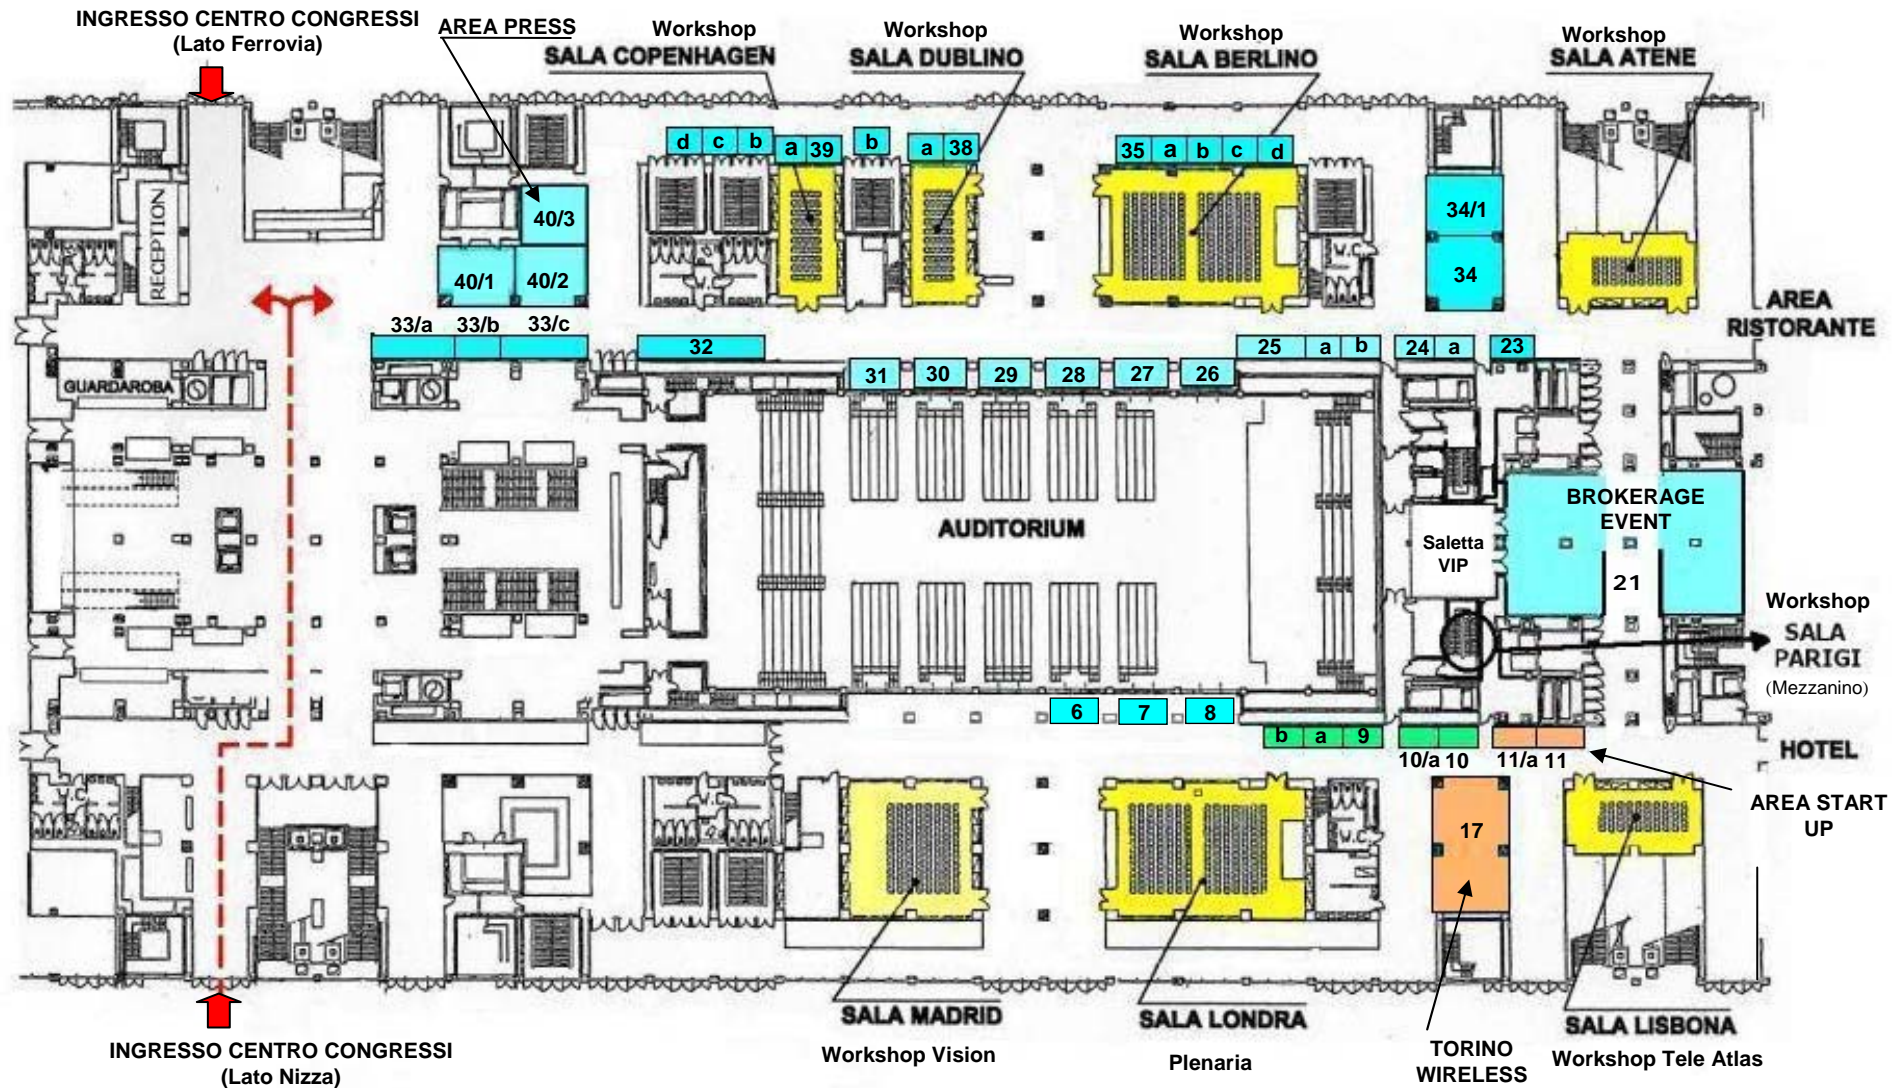 INGRESSO CENTRO CONGRESSI
(Lato Ferrovia)
AREA PRESS
Workshop
SALA COPENHAGEN
Workshop
SALA DUBLINO
Workshop
SALA BERLINO
Workshop
SALA ATENE
d c b a 39 b a 38 35 a b c d
RECEPTION
40/3
40/1 40/2
W.C
W.C
34/1
34
AREA
RISTORANTE
33/a 33/b 33/c
32
25 a b 24 a 23
GUARDAROBA
31 30 29 28 27 26
AUDITORIUM
Saletta
VIP
BROKERAGE
EVENT
21
Workshop
SALA
PARIGI
(Mezzanino)
6 7 8
b a 9
10/a 10 11/a 11
HOTEL
AREA START
UP
W.C
W.C
W.C
17
SALA MADRID
Workshop Vision
SALA LONDRA
Plenaria
TORINO
WIRELESS
SALA LISBONA
Workshop Tele Atlas
INGRESSO CENTRO CONGRESSI
(Lato Nizza)